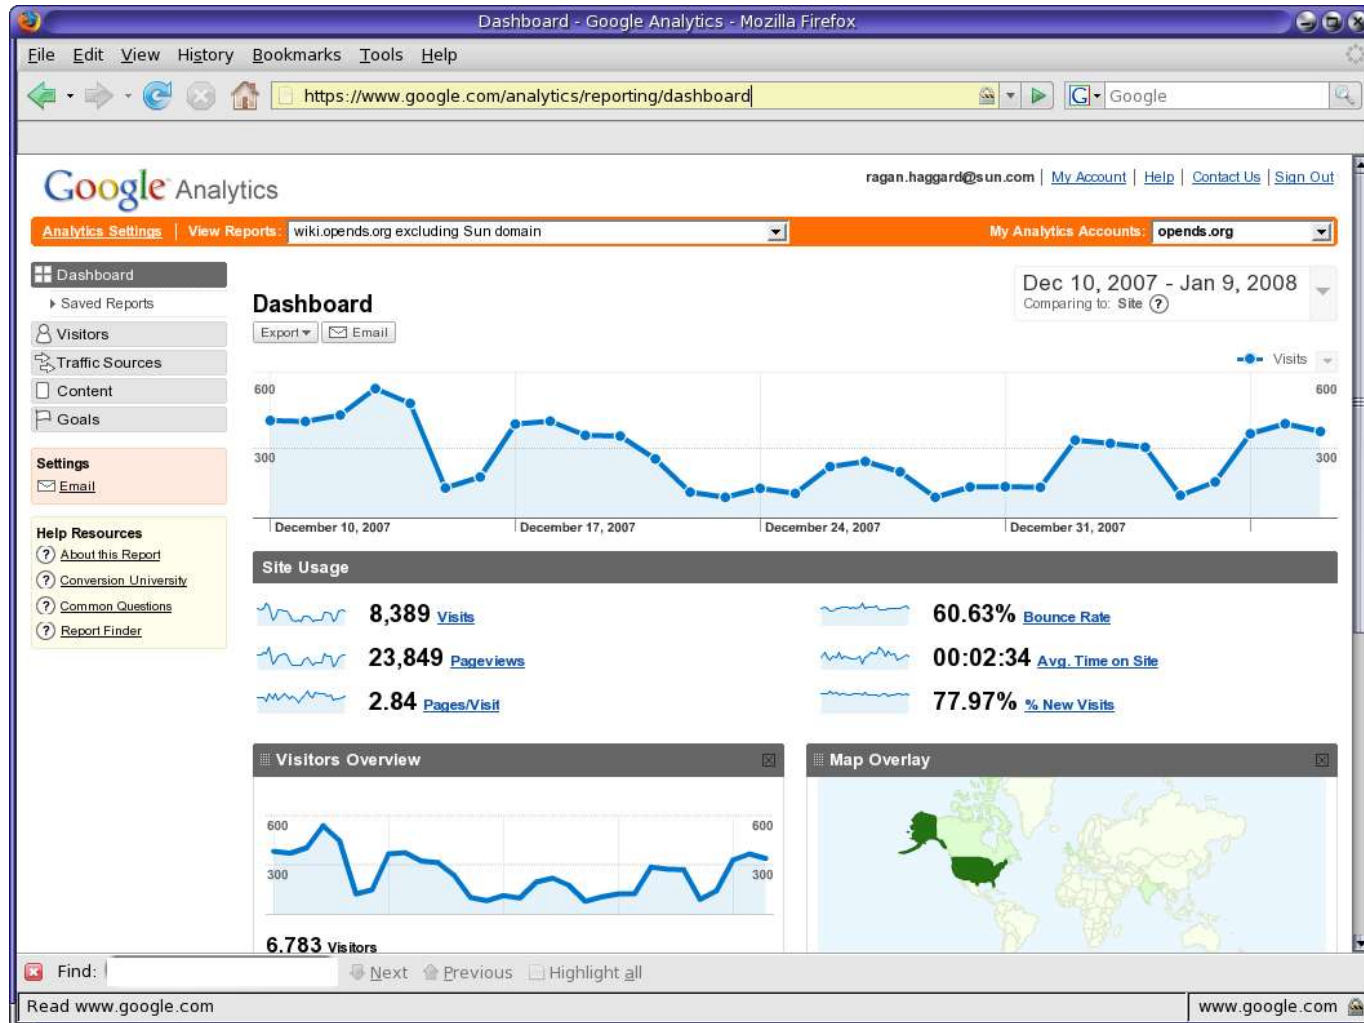 Dashboard - Google Analytics - Mozilla Firefox
File Edit View History Bookmarks Tools Help
https://www.google.com/analytics/reporting/dashboard
G Google
Google Analytics
ragan.haggard@sun.com | My Account | Help | Contact Us | Sign Out
Analytics Settings | View Reports: wiki.opends.org excluding Sun domain
My Analytics Accounts: opends.org
Dashboard
Saved Reports
Visitors
Traffic Sources
Content
Goals
Settings
Email
Help Resources
? About this Report
? Conversion University
? Common Questions
? Report Finder
Dashboard
Export Email
Dec 10, 2007 - Jan 9, 2008
Comparing to: Site ?
Visits
600 600
300 300
December 10, 2007 December 17, 2007 December 24, 2007 December 31, 2007
Site Usage
8,389 Visits
60.63% Bounce Rate
23,849 Pageviews
00:02:34 Avg. Time on Site
2.84 Pages/Visit
77.97% % New Visits
Visitors Overview
600 600
300 300
6,783 Visitors
Map Overlay
Find: Next Previous Highlight all
Read www.google.com
www.google.com